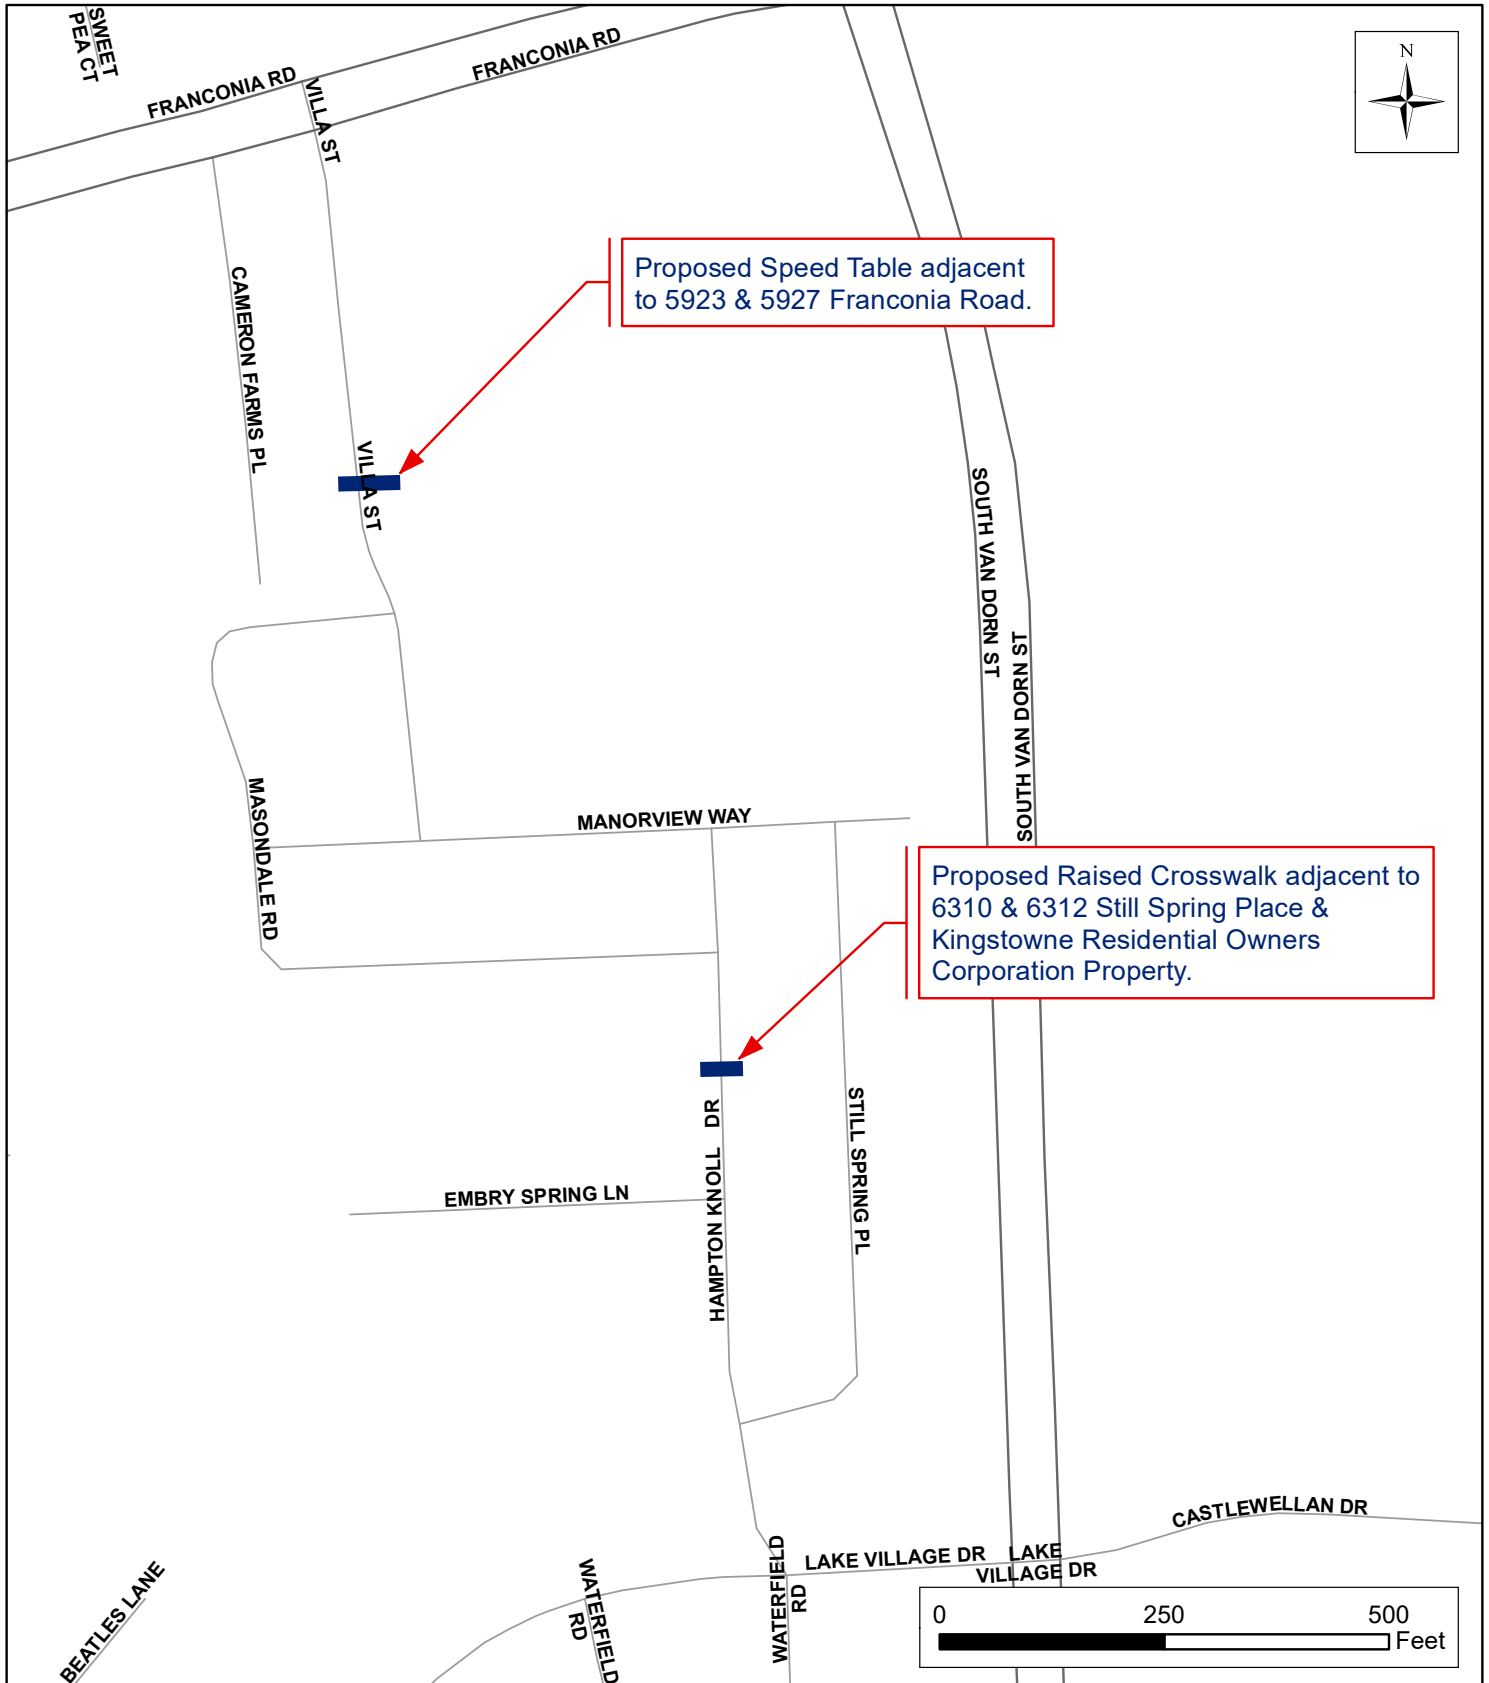 SWEET
PEA CT
FRANCONIA RD
FRANCONIA RD
VILLA ST
N
Proposed Speed Table adjacent
to 5923 & 5927 Franconia Road.
CAMERON FARMS PL
VILLA ST
SOUTH VAN DORN ST
SOUTH VAN DORN ST
MASONDALE RD
MANORVIEW WAY
Proposed Raised Crosswalk adjacent to
6310 & 6312 Still Spring Place &
Kingstowne Residential Owners
Corporation Property.
HAMPTON KNOLL DR
STILL SPRING PL
EMBRY SPRING LN
CASTLEWELLAN DR
LAKE VILLAGE DR
LAKE
VILLAGE DR
WATERFIELD
RD
WATERFIELD
RD
BEATLES LANE
0 250 500
Feet